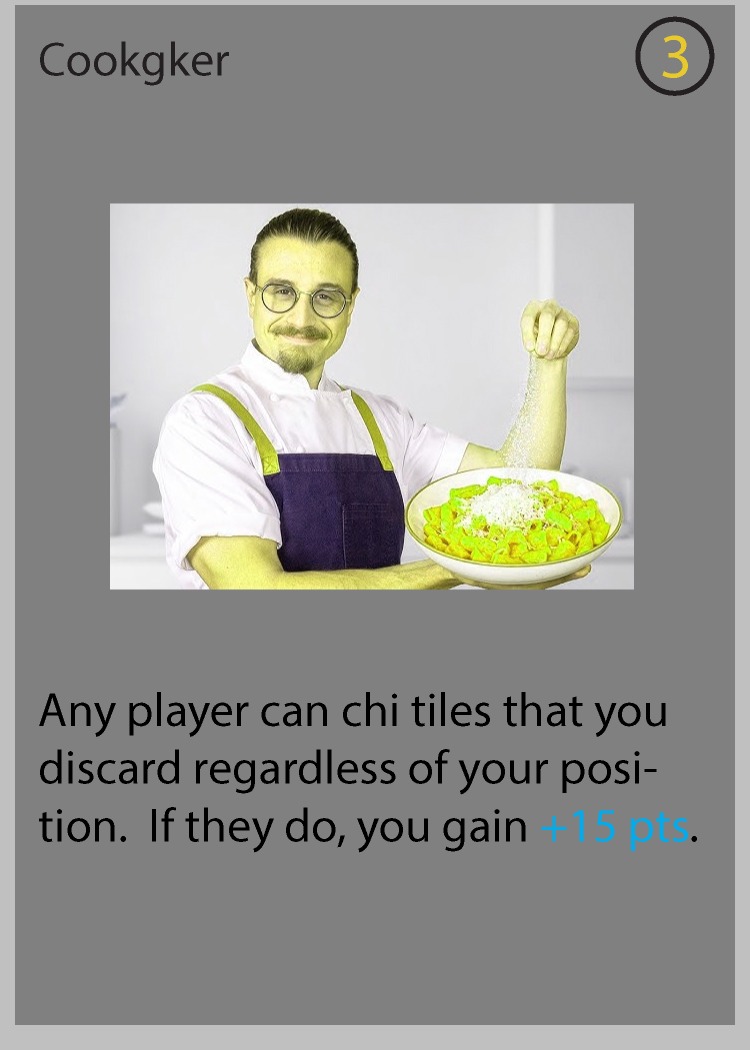 Cookgker
3
Any player can chi tiles that you
discard regardless of your posi-
tion.  If they do, you gain +15 pts.